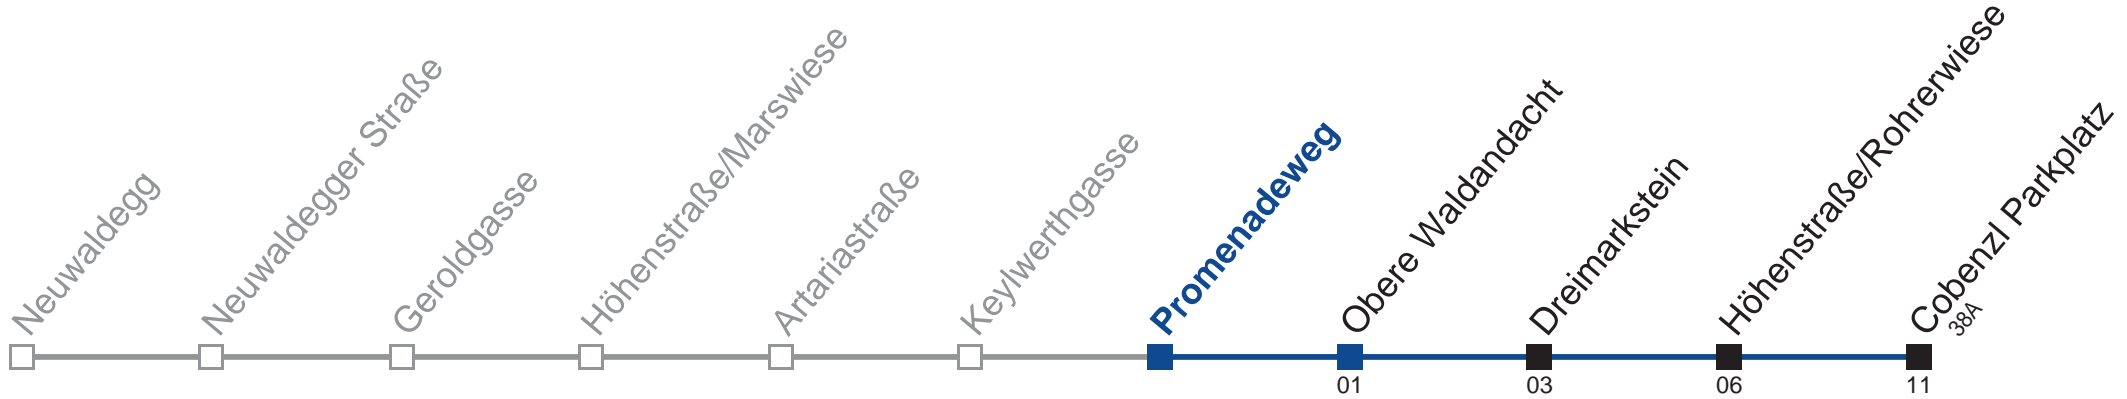 Neuwaldegg
Neuwaldegger Straße
Geroldgasse
Höhenstraße/Marswiese
Artariastraße
Keylwerthgasse
Promenadeweg
Obere Waldandacht
Dreimarkstein
Höhenstraße/Rohrerwiese
Cobenzl Parkplatz
38A
01
03
06
11